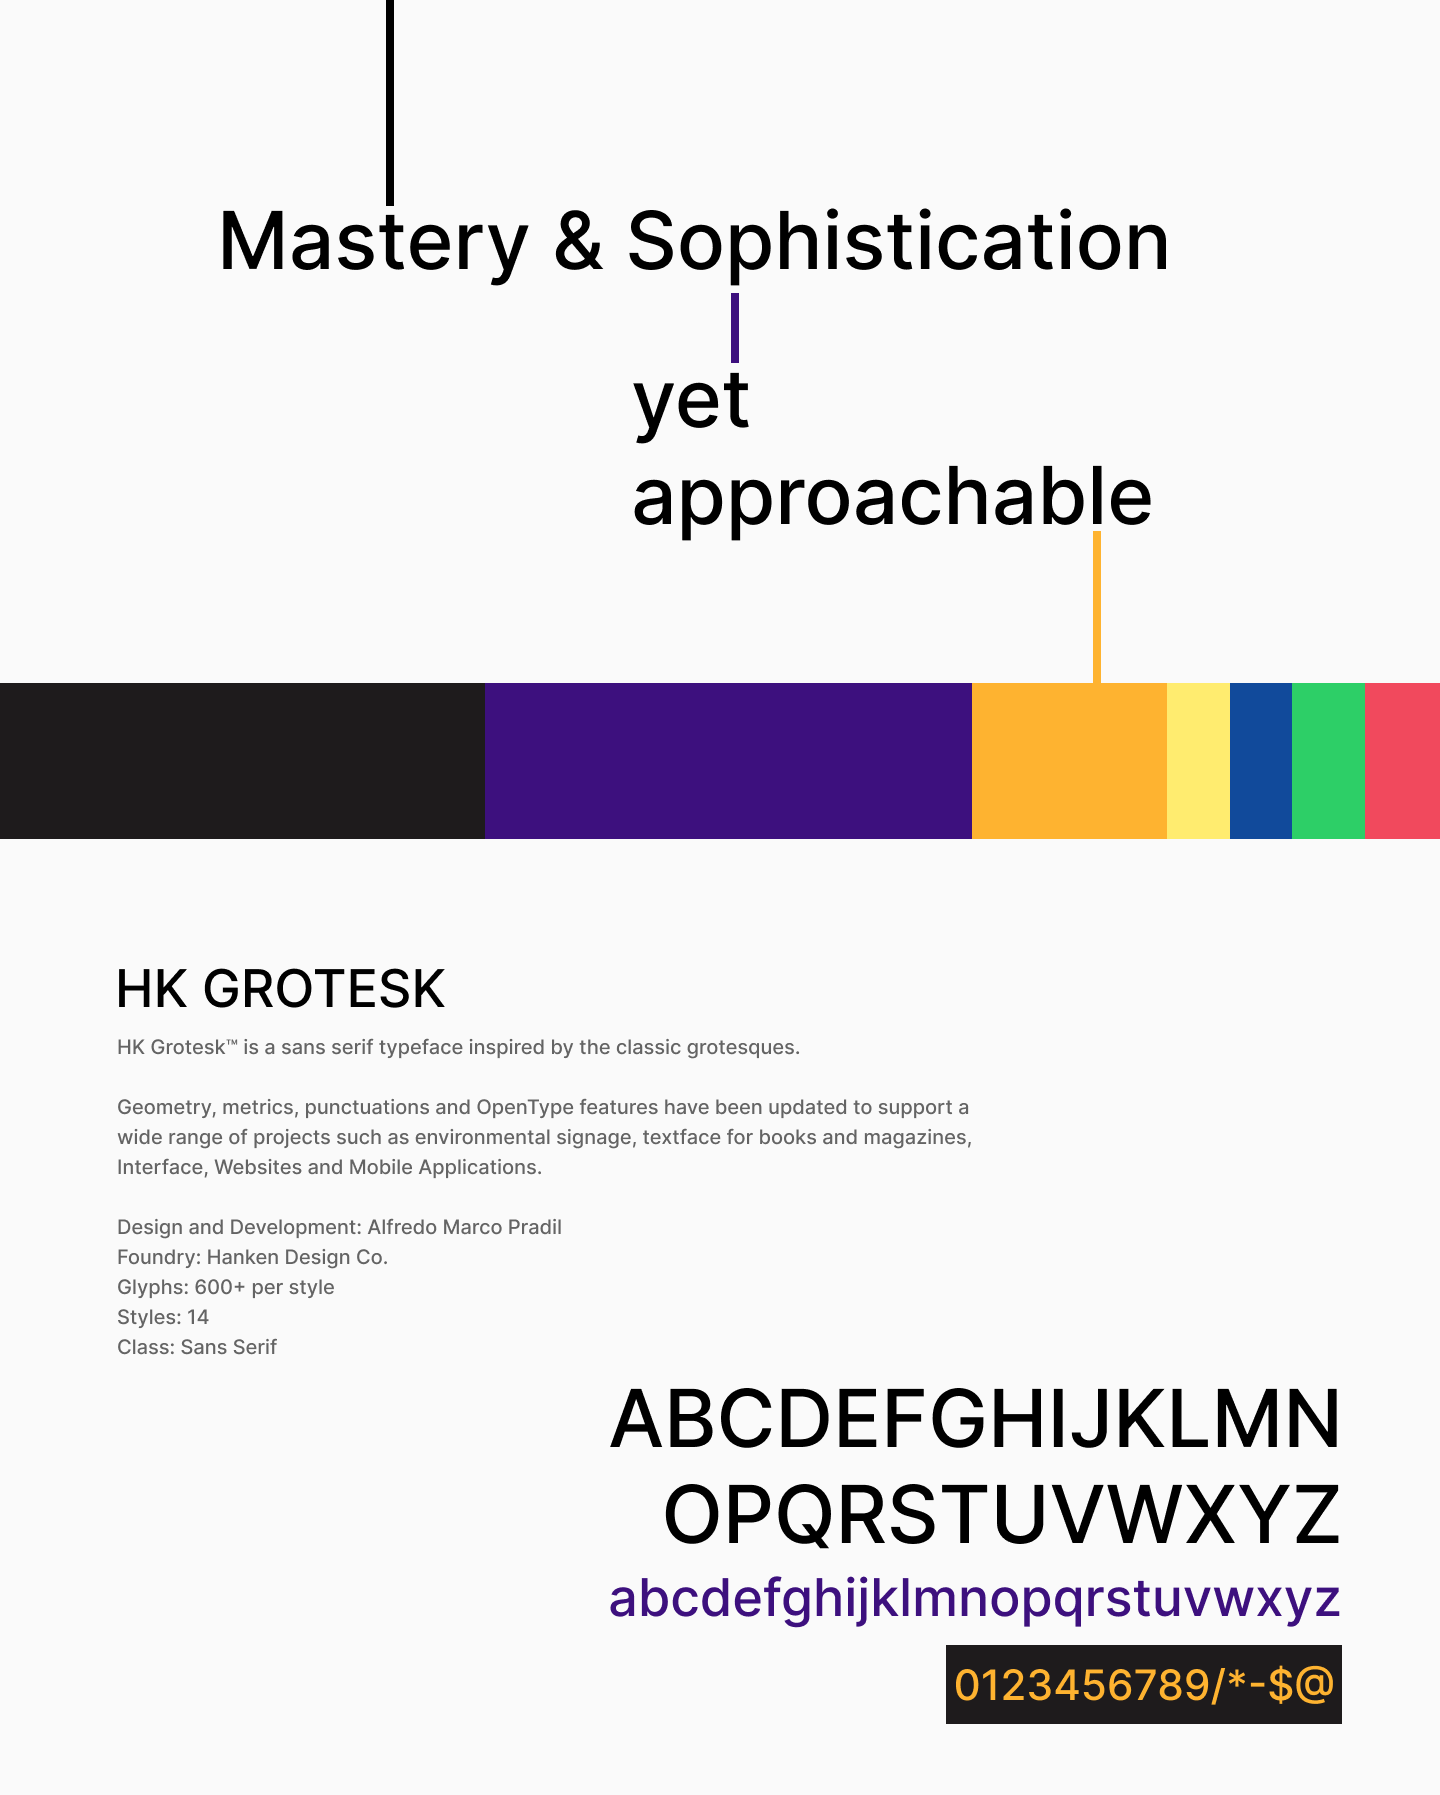 Mastery & Sophistication
yet
approachable
HK GROTESK
HK Grotesk™ is a sans serif typeface inspired by the classic grotesques.
Geometry, metrics, punctuations and OpenType features have been updated to support a
wide range of projects such as environmental signage, textface for books and magazines,
Interface, Websites and Mobile Applications.
Design and Development: Alfredo Marco Pradil
Foundry: Hanken Design Co.
Glyphs: 600+ per style
Styles: 14
Class: Sans Serif
ABCDEFGHIJKLMN
OPQRSTUVWXYZ
abcdefghijklmnopqrstuvwxyz
0123456789/*-$@